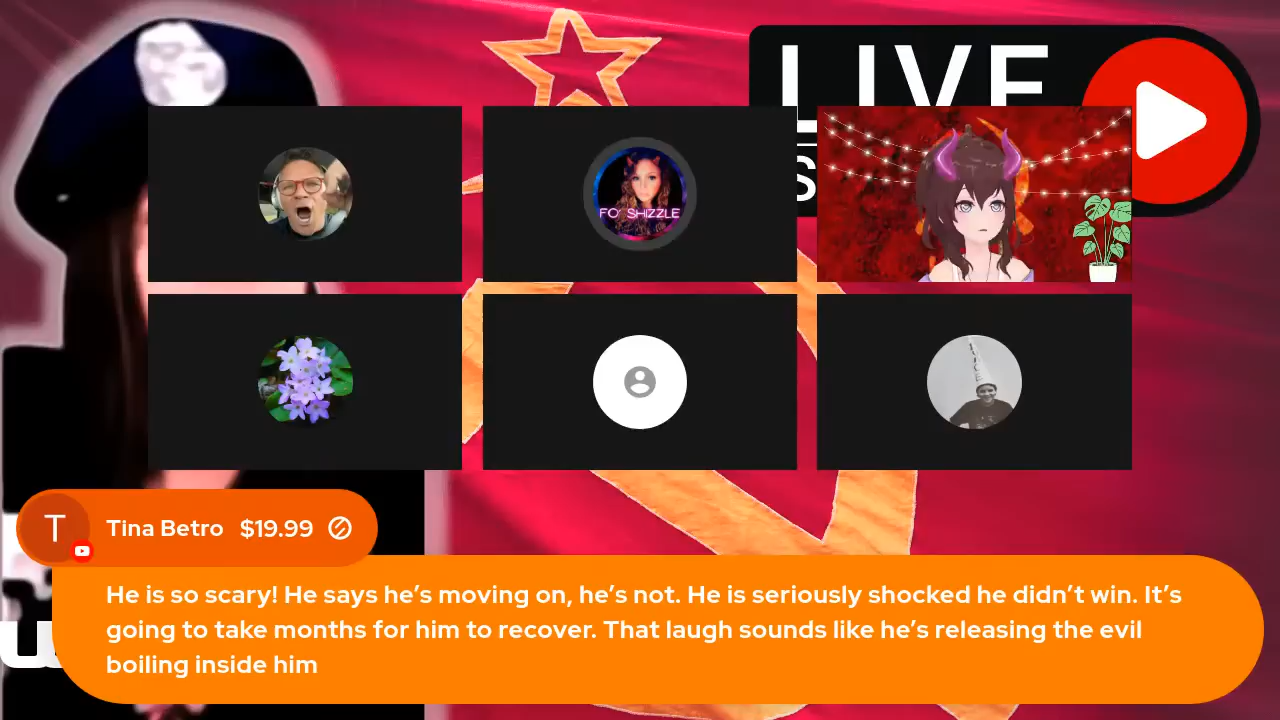 LIVE
S
FO' SHIZZLE
T
Tina Betro $19.99
He is so scary! He says he’s moving on, he’s not. He is seriously shocked he didn’t win. It’s
going to take months for him to recover. That laugh sounds like he’s releasing the evil
boiling inside him